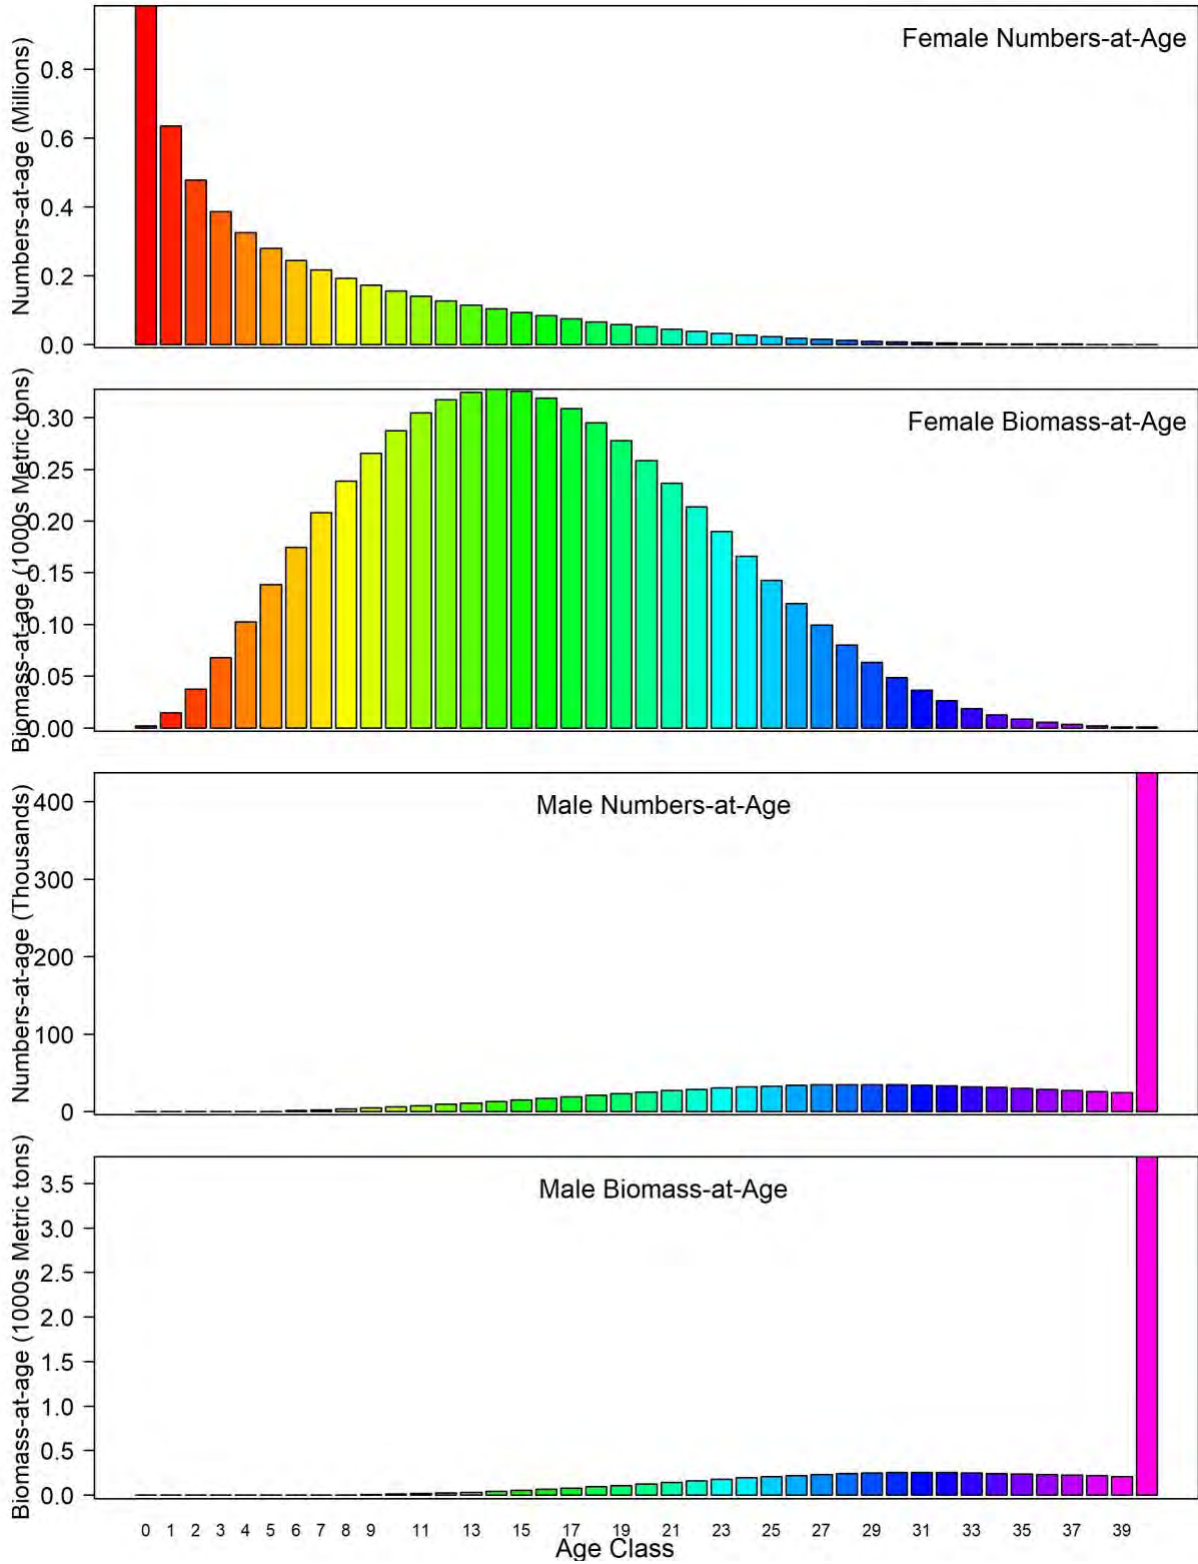 Female Numbers-at-Age
Numbers-at-age (Millions)
0.8
0.6
0.4
0.2
0.0
Female Biomass-at-Age
Biomass-at-age (1000s Metric tons)
0.30
0.25
0.20
0.15
0.10
0.05
0.00
Male Numbers-at-Age
Numbers-at-age (Thousands)
400
300
200
100
0
Male Biomass-at-Age
Biomass-at-age (1000s Metric tons)
3.5
3.0
2.5
2.0
1.5
1.0
0.5
0.0
0 1 2 3 4 5 6 7 8 9 11 13 15 17 19 21 23 25 27 29 31 33 35 37 39
Age Class